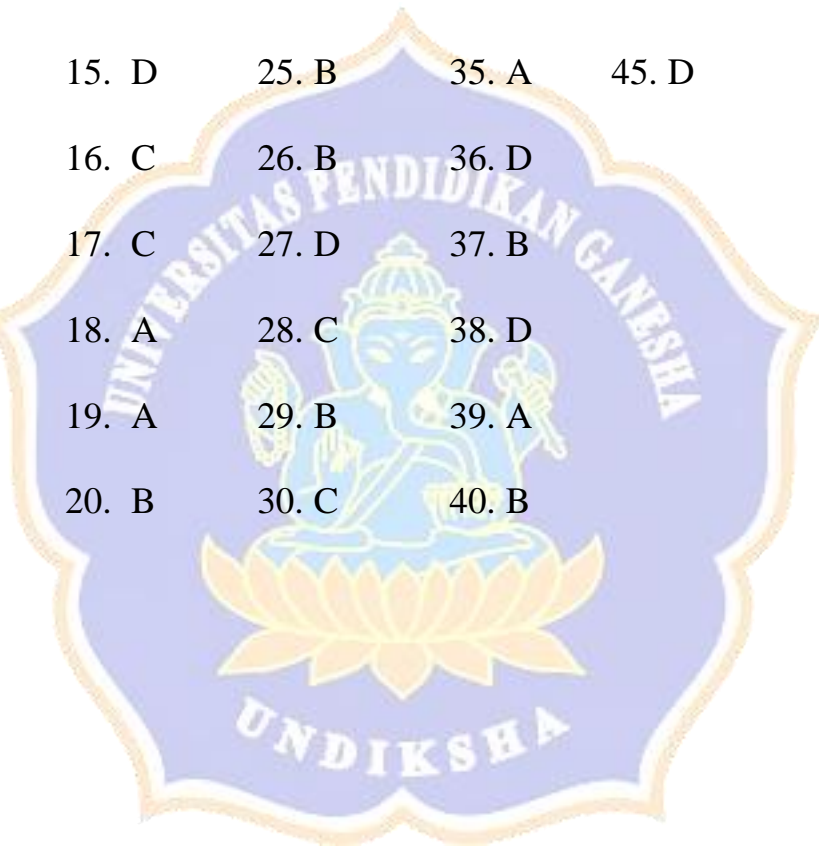 15. D 25. B 35. A 45. D
16. C 26. B 36. D
17. C 27. D 37. B
18. A 28. C 38. D
19. A 29. B 39. A
20. B 30. C 40. B
UNIVERSITAS PENDIDIKAN GANESHA
UNDIKSHA